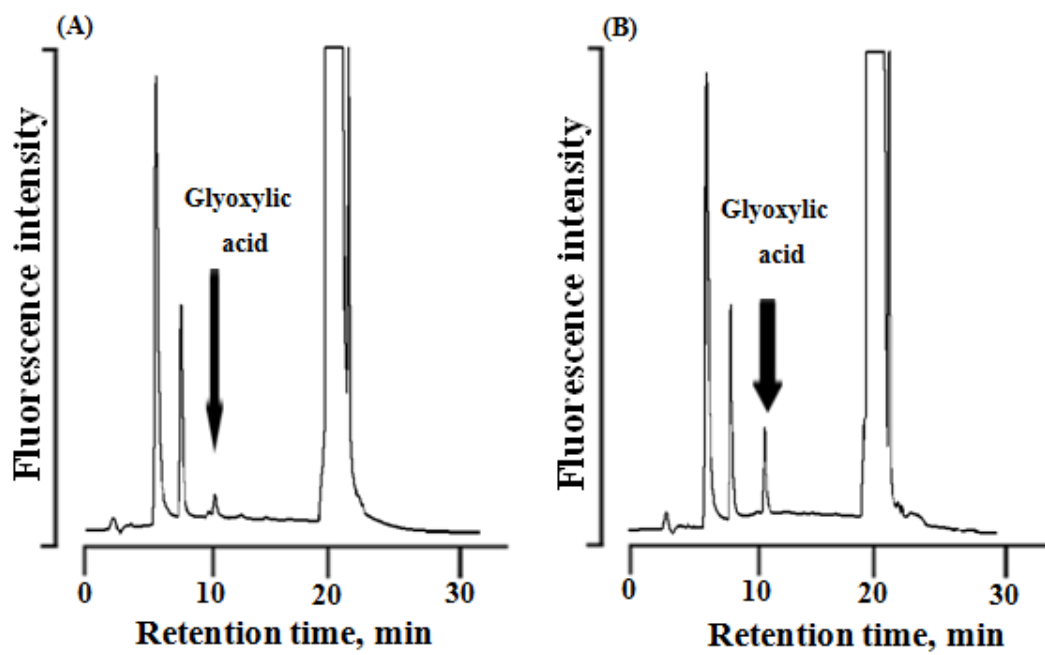 (A)
Fluorescence intensity
Glyoxylic
acid
0 10 20 30
Retention time, min
(B)
Fluorescence intensity
Glyoxylic
acid
0 10 20 30
Retention time, min